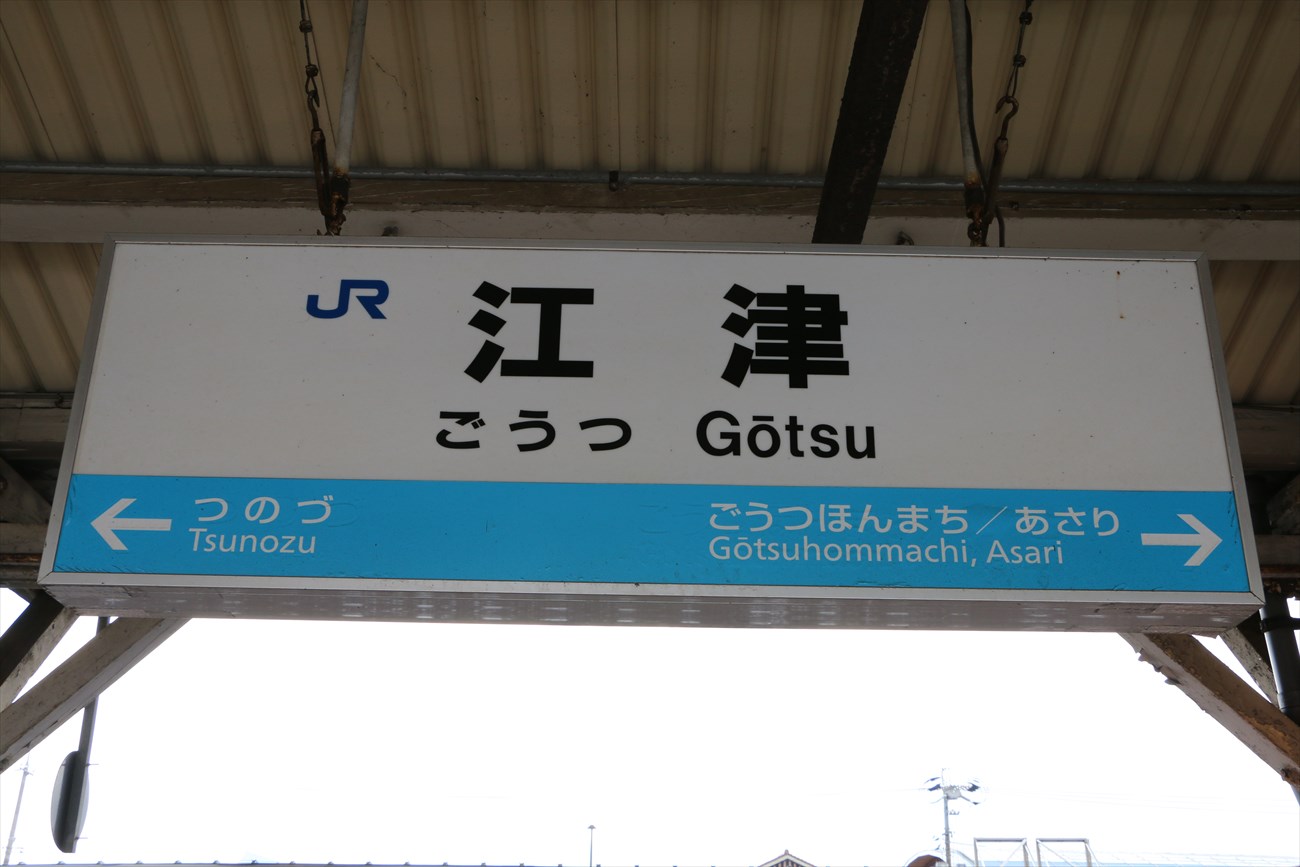 JR 江津
ごうつ Gōtsu
← つのづ
Tsunozu
ごうつほんまち／あさり →
Gōtsuhommachi, Asari